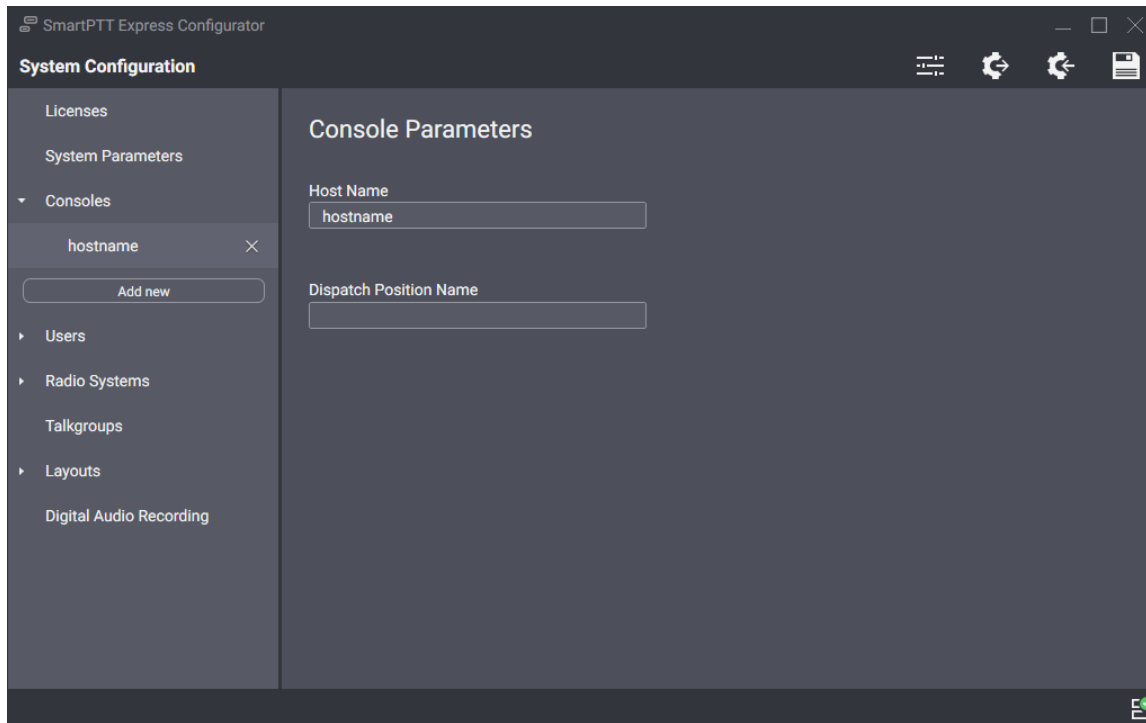 SmartPTT Express Configurator
System Configuration
Licenses
System Parameters
Consoles
hostname
Add new
Users
Radio Systems
Talkgroups
Layouts
Digital Audio Recording
Console Parameters
Host Name
hostname
Dispatch Position Name